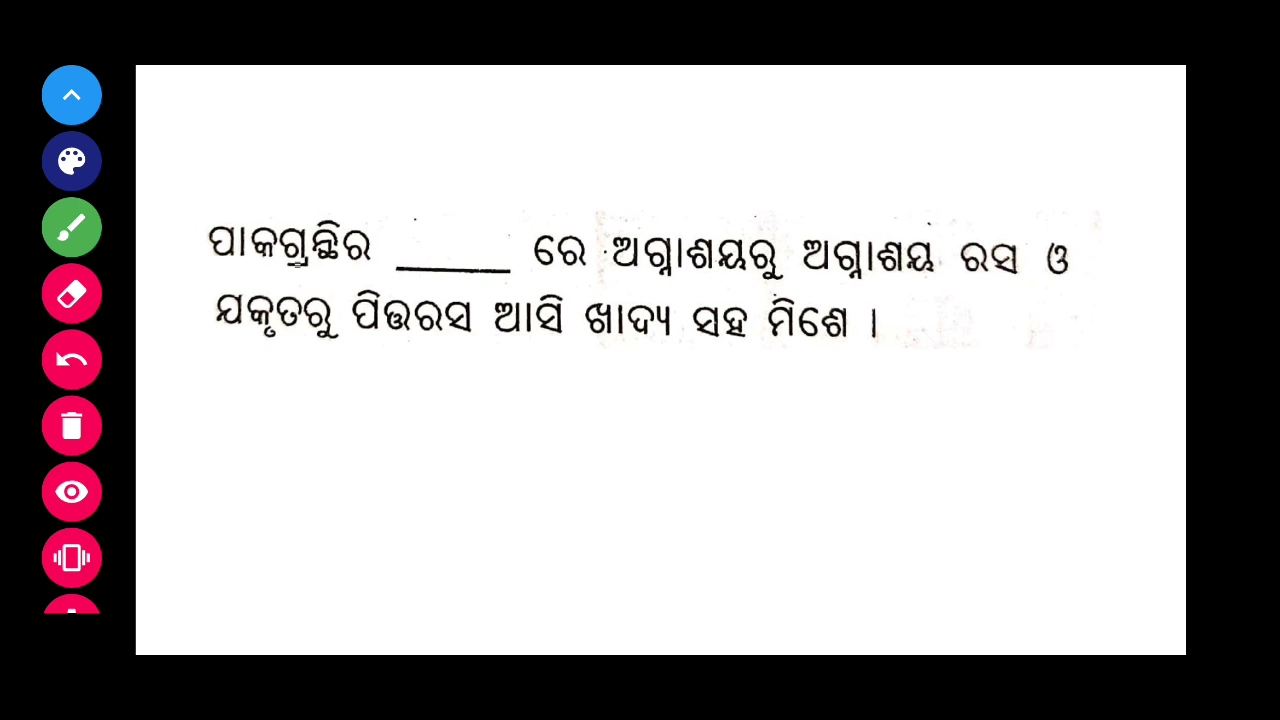 ପାକଗ୍ରନ୍ଥିର _____ ରେ ଅଗ୍ନାଶୟରୁ ଅଗ୍ନାଶୟ ରସ ଓ
ଯକୃତରୁ ପିତ୍ତରସ ଆସି ଖାଦ୍ୟ ସହ ମିଶେ ।